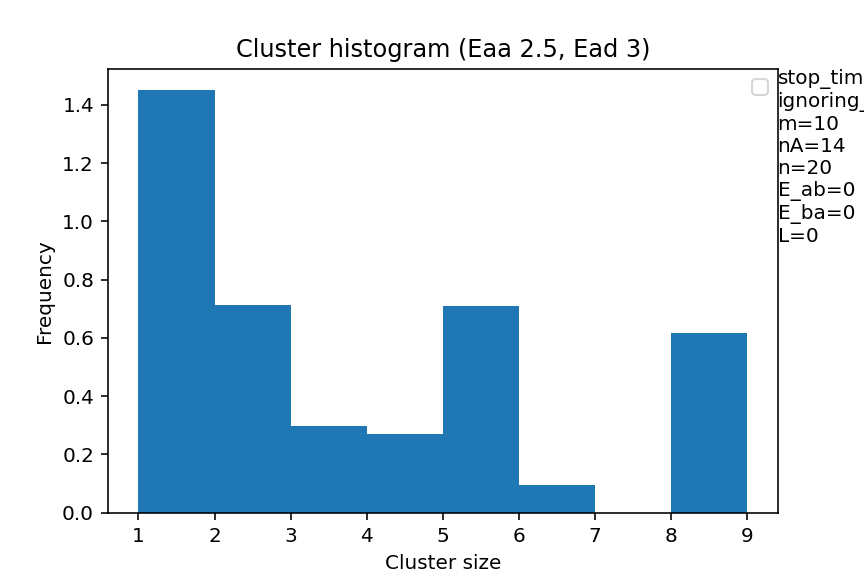 Cluster histogram (Eaa 2.5, Ead 3)
stop_tim
ignoring_
m=10
nA=14
n=20
E_ab=0
E_ba=0
L=0
1.4
1.2
1.0
0.8
0.6
0.4
0.2
0.0
Frequency
1 2 3 4 5 6 7 8 9
Cluster size